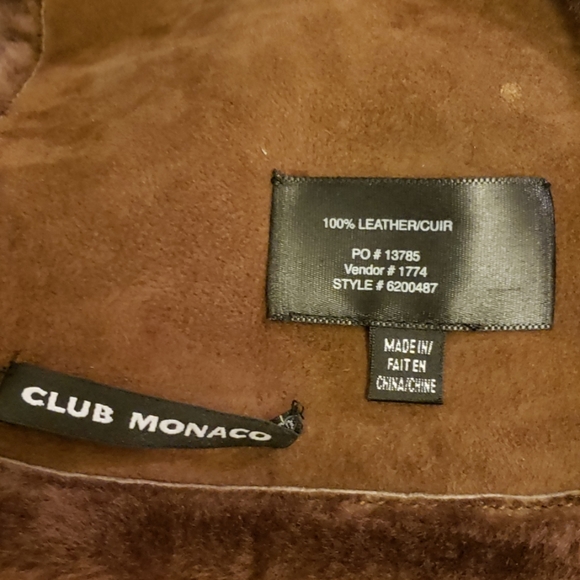 100% LEATHER/CUIR
PO # 13785
Vendor # 1774
STYLE # 6200487
MADE IN/
FAIT EN
CHINA/CHINE
CLUB MONACO